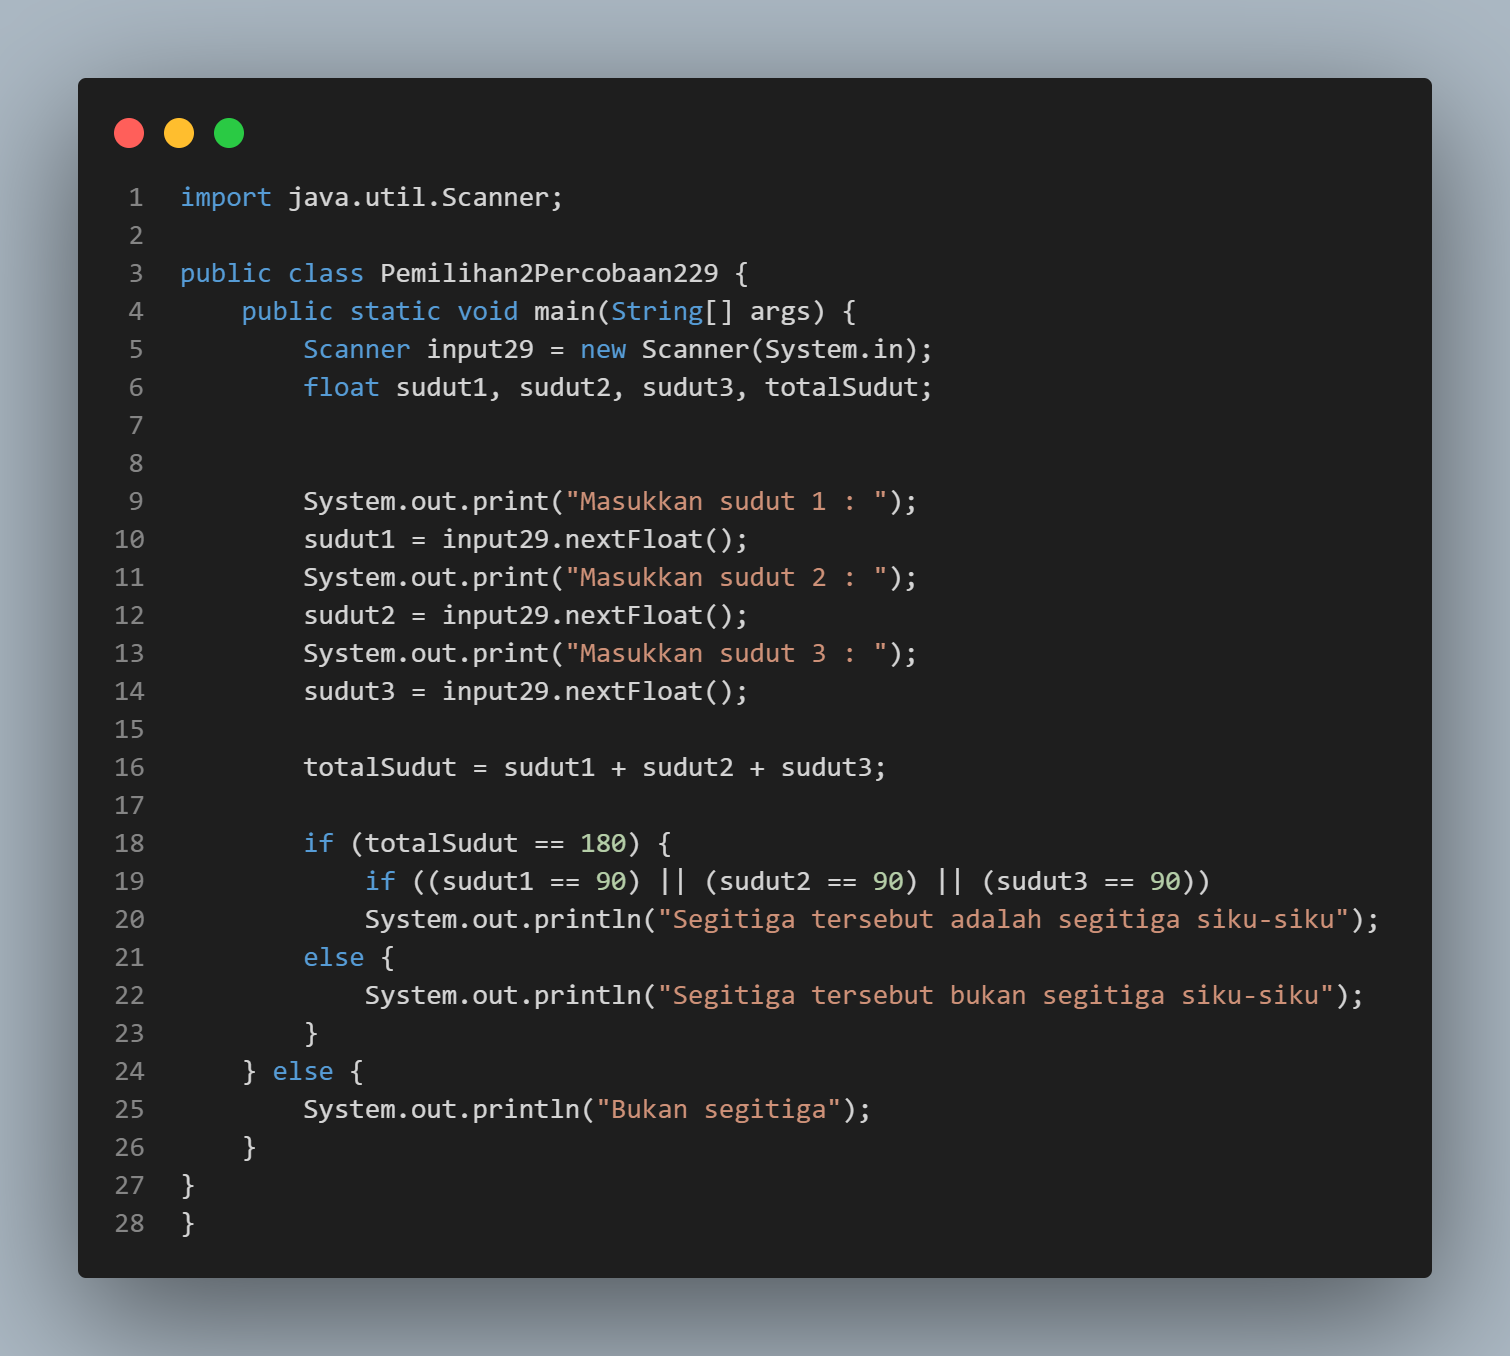 1 import java.util.Scanner;
2
3 public class Pemilihan2Percobaan229 {
4     public static void main(String[] args) {
5         Scanner input29 = new Scanner(System.in);
6         float sudut1, sudut2, sudut3, totalSudut;
7
8
9         System.out.print("Masukkan sudut 1 : ");
10         sudut1 = input29.nextFloat();
11         System.out.print("Masukkan sudut 2 : ");
12         sudut2 = input29.nextFloat();
13         System.out.print("Masukkan sudut 3 : ");
14         sudut3 = input29.nextFloat();
15
16         totalSudut = sudut1 + sudut2 + sudut3;
17
18         if (totalSudut == 180) {
19             if ((sudut1 == 90) || (sudut2 == 90) || (sudut3 == 90))
20             System.out.println("Segitiga tersebut adalah segitiga siku-siku");
21         else {
22             System.out.println("Segitiga tersebut bukan segitiga siku-siku");
23         }
24     } else {
25         System.out.println("Bukan segitiga");
26     }
27 }
28 }